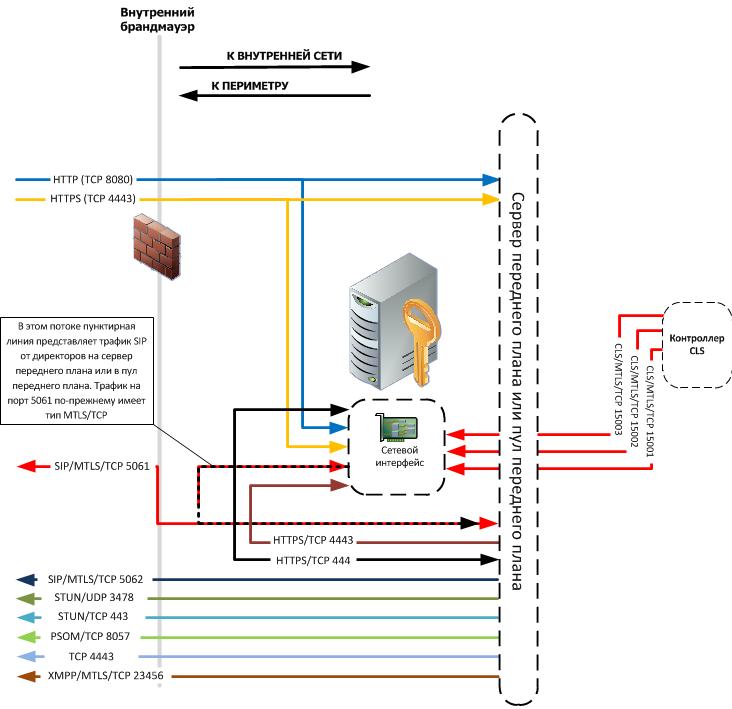 Внутренний
брандмауэр
К ВНУТРЕННЕЙ СЕТИ
К ПЕРИМЕТРУ
HTTP (TCP 8080)
HTTPS (TCP 4443)
Сервер переднего плана или пул переднего плана
В этом потоке пунктирная
линия представляет трафик SIP
от директоров на сервер
переднего плана или в пул
переднего плана. Трафик на
порт 5061 по-прежнему имеет
тип MTLS/TCP
Контроллер
CLS
CLS/MTLS/TCP 15003
CLS/MTLS/TCP 15002
CLS/MTLS/TCP 15001
Сетевой
интерфейс
SIP/MTLS/TCP 5061
HTTPS/TCP 4443
HTTPS/TCP 444
SIP/MTLS/TCP 5062
STUN/UDP 3478
STUN/TCP 443
PSOM/TCP 8057
TCP 4443
XMPP/MTLS/TCP 23456